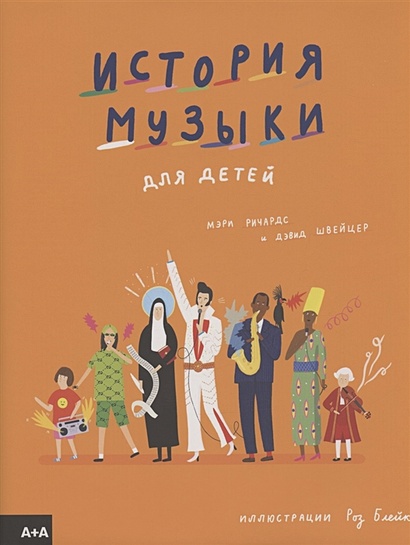 ИСТОРИЯ
МУЗЫКИ
ДЛЯ ДЕТЕЙ
МЭРИ РИЧАРДС
И ДЭВИД ШВЕЙЦЕР
ИЛЛЮСТРАЦИИ Роз Блейк
А+А